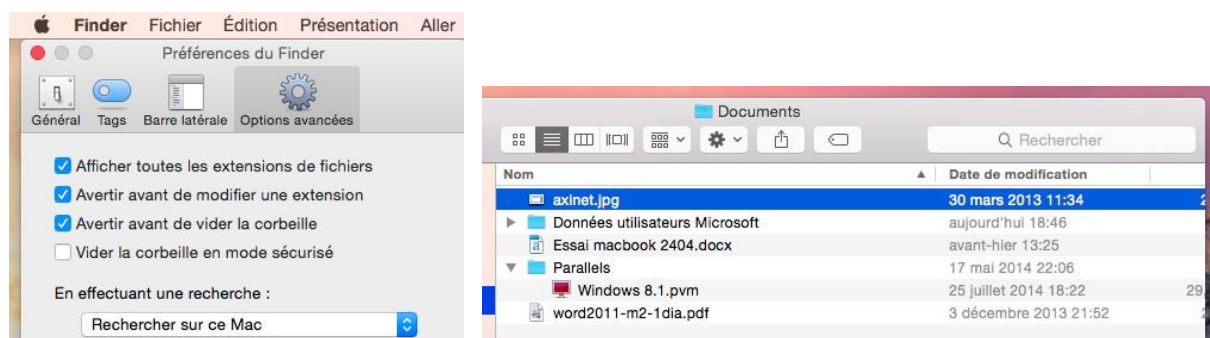 Finder Fichier Édition Présentation Aller
Préférences du Finder
Général Tags Barre latérale Options avancées
Afficher toutes les extensions de fichiers
Avertir avant de modifier une extension
Avertir avant de vider la corbeille
Vider la corbeille en mode sécurisé
En effectuant une recherche :
Rechercher sur ce Mac
Documents
Rechercher
Nom Date de modification
axinet.jpg 30 mars 2013 11:34
Données utilisateurs Microsoft aujourd'hui 18:46
Essai macbook 2404.docx avant-hier 13:25
Parallels 17 mai 2014 22:06
Windows 8.1.pvm 25 juillet 2014 18:22 29
word2011-m2-1dia.pdf 3 décembre 2013 21:52